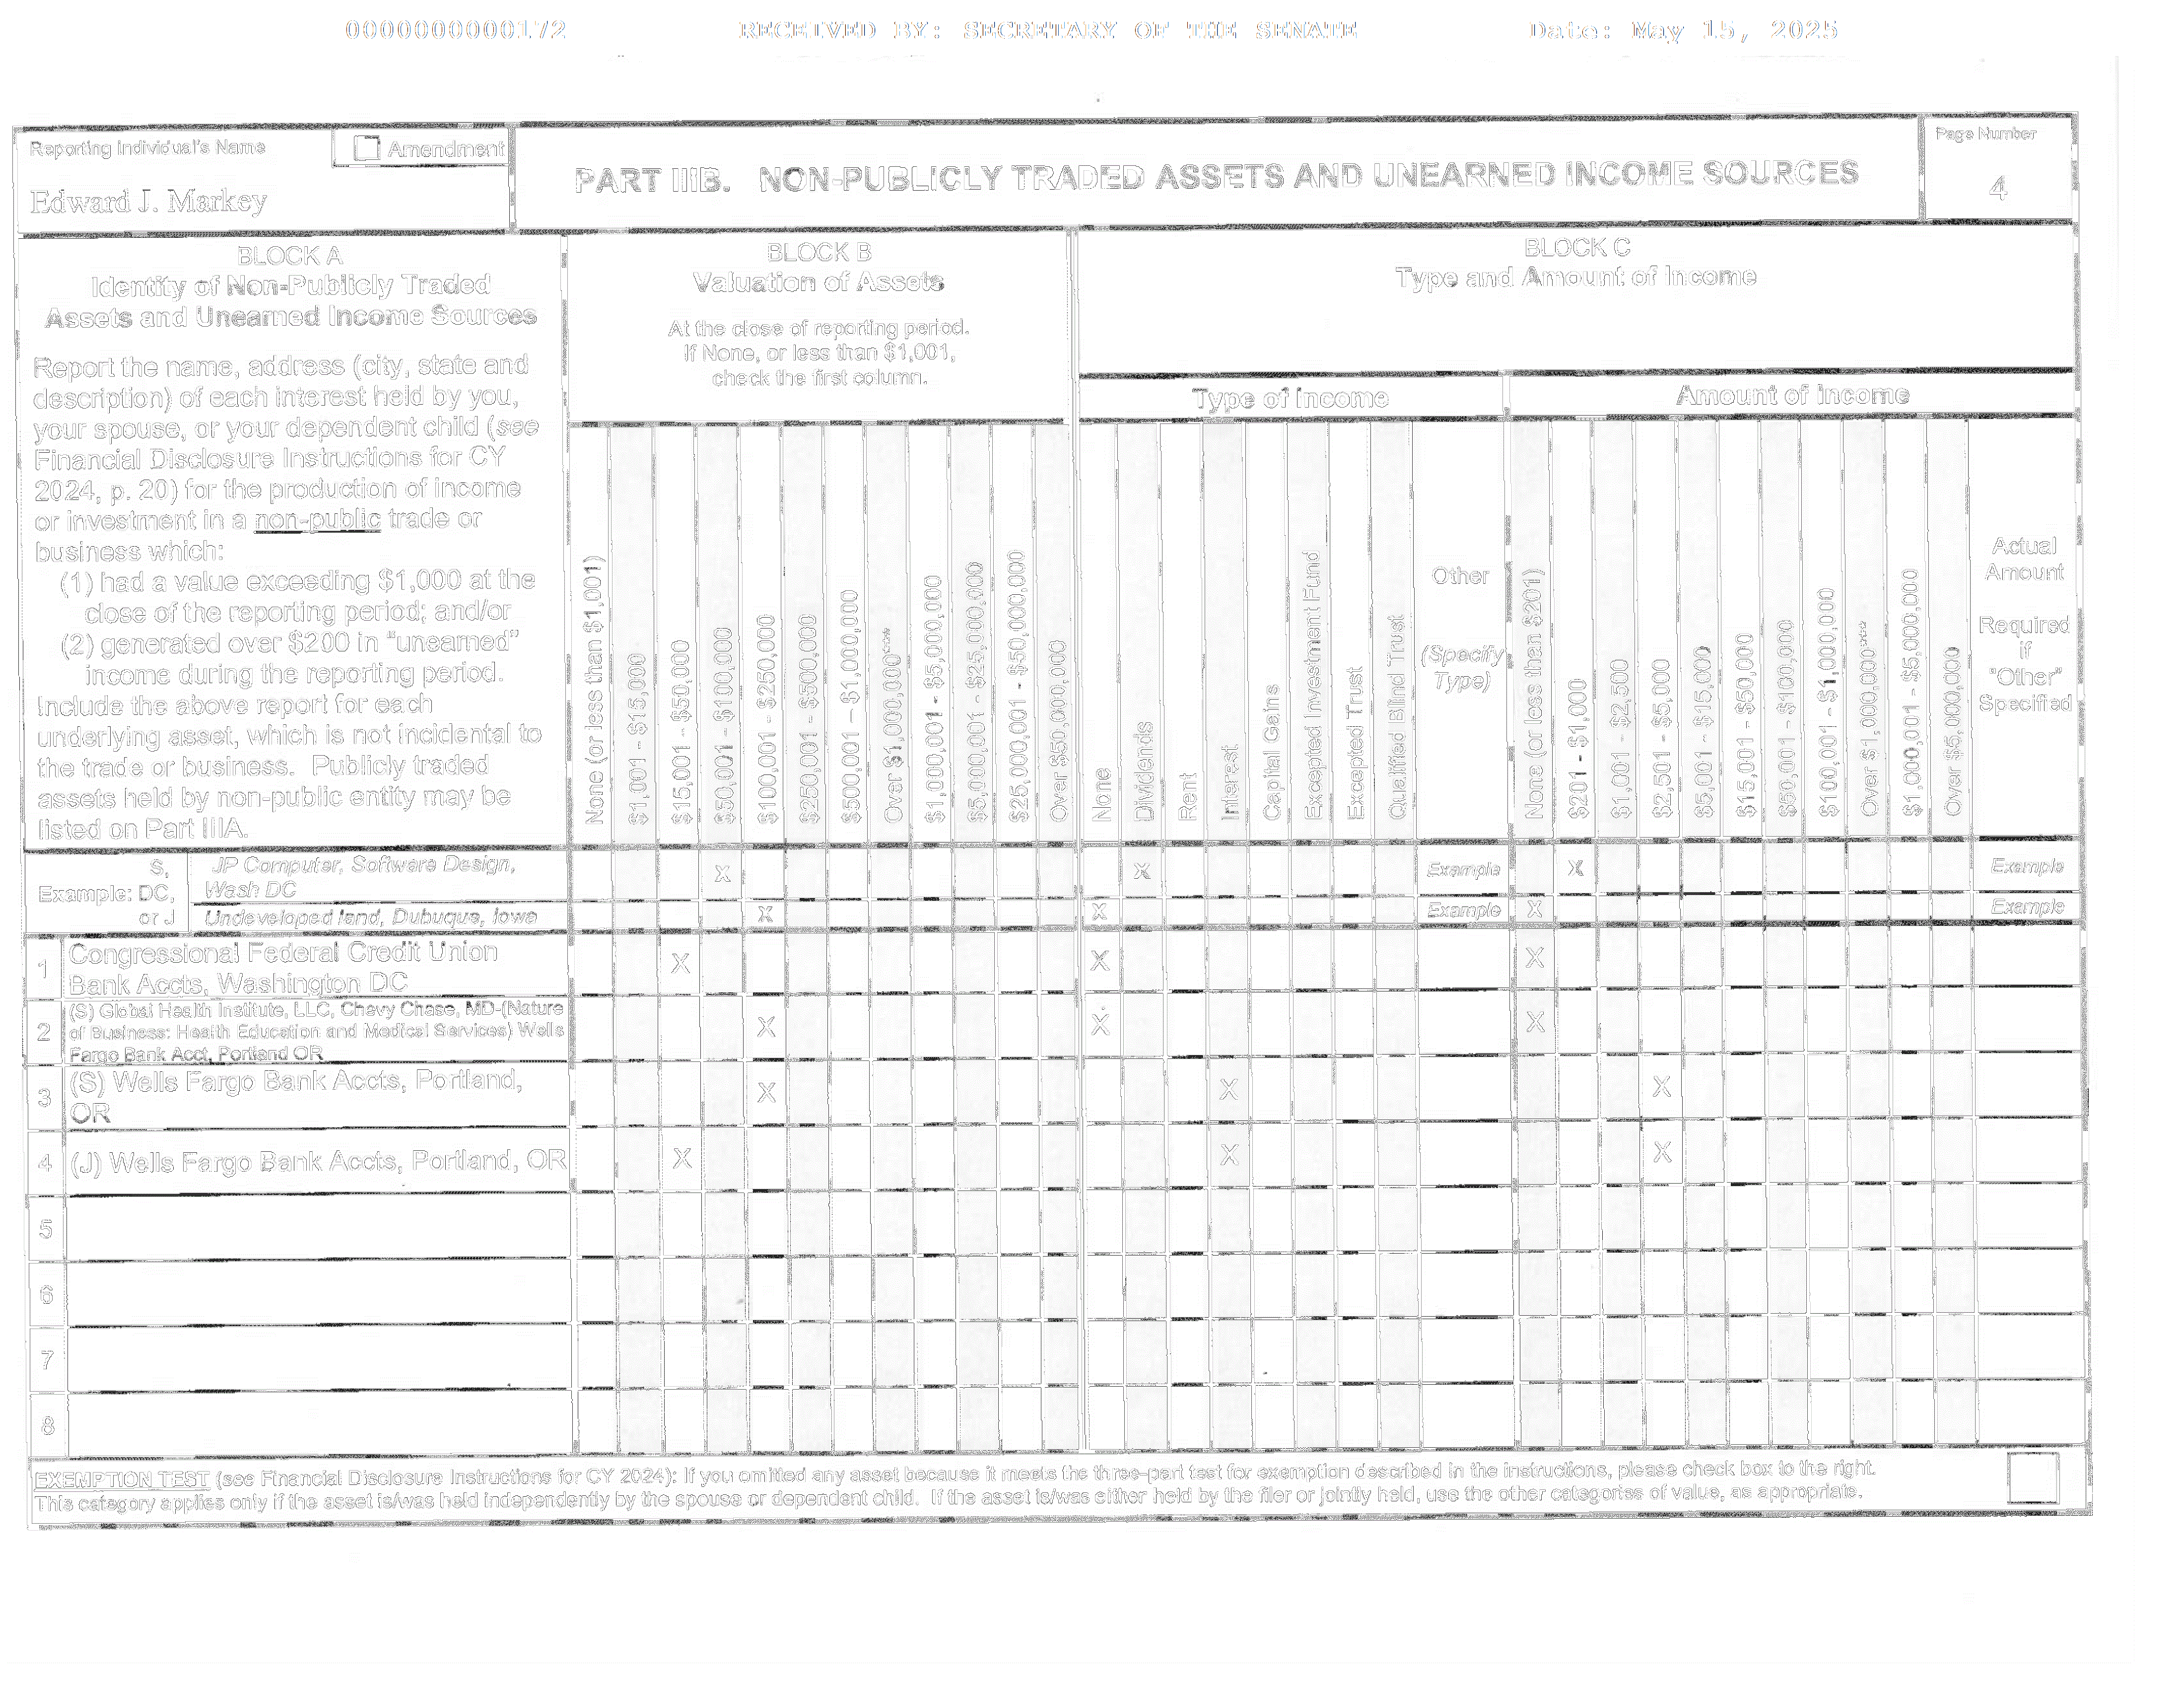 0000000000172 RECEIVED BY: SECRETARY OF THE SENATE Date: May 15, 2025
Reporting Individual's Name
Amendment
Edward J. Markey
PART IIIB. NON-PUBLICLY TRADED ASSETS AND UNEARNED INCOME SOURCES
Page Number
4
BLOCK A
Identity of Non-Publicly Traded
Assets and Unearned Income Sources
Report the name, address (city, state and
description) of each interest held by you,
your spouse, or your dependent child (see
Financial Disclosure Instructions for CY
2024, p. 20) for the production of income
or investment in a non-public trade or
business which:
(1) had a value exceeding $1,000 at the
close of the reporting period; and/or
(2) generated over $200 in "unearned"
income during the reporting period.
Include the above report for each
underlying asset, which is not incidental to
the trade or business. Publicly traded
assets held by non-public entity may be
listed on Part IIIA.
BLOCK B
Valuation of Assets
At the close of reporting period.
If None, or less than $1,001,
check the first column.
None (or less than $1,001)
$1,001 - $15,000
$15,001 - $50,000
$50,001 - $100,000
$100,001 - $250,000
$250,001 - $500,000
$500,001 - $1,000,000
Over $1,000,000***
$1,000,001 - $5,000,000
$5,000,001 - $25,000,000
$25,000,001 - $50,000,000
Over $50,000,000
BLOCK C
Type and Amount of Income
Type of Income
None
Dividends
Rent
Interest
Capital Gains
Excepted Investment Fund
Excepted Trust
Qualified Blind Trust
Other
(Specify
Type)
Amount of Income
None (or less than $201)
$201 - $1,000
$1,001 - $2,500
$2,501 - $5,000
$5,001 - $15,000
$15,001 - $50,000
$50,001 - $100,000
$100,001 - $1,000,000
Over $1,000,000***
$1,000,001 - $5,000,000
Over $5,000,000
Actual
Amount
Required
if
"Other"
Specified
S,
Example: DC,
or J
JP Computer, Software Design,
Wash DC
X X Example X Example
Undeveloped land, Dubuque, Iowa X X Example X Example
1 Congressional Federal Credit Union
Bank Accts, Washington DC
X X X
2 (S) Global Health Institute, LLC, Chevy Chase, MD-(Nature
of Business: Health Education and Medical Services) Wells
Fargo Bank Acct, Portland OR
X X X
3 (S) Wells Fargo Bank Accts, Portland,
OR
X X X
4 (J) Wells Fargo Bank Accts, Portland, OR X X X
5
6
7
8
EXEMPTION TEST (see Financial Disclosure Instructions for CY 2024): If you omitted any asset because it meets the three-part test for exemption described in the instructions, please check box to the right.
This category applies only if the asset is/was held independently by the spouse or dependent child. If the asset is/was either held by the filer or jointly held, use the other categories of value, as appropriate.